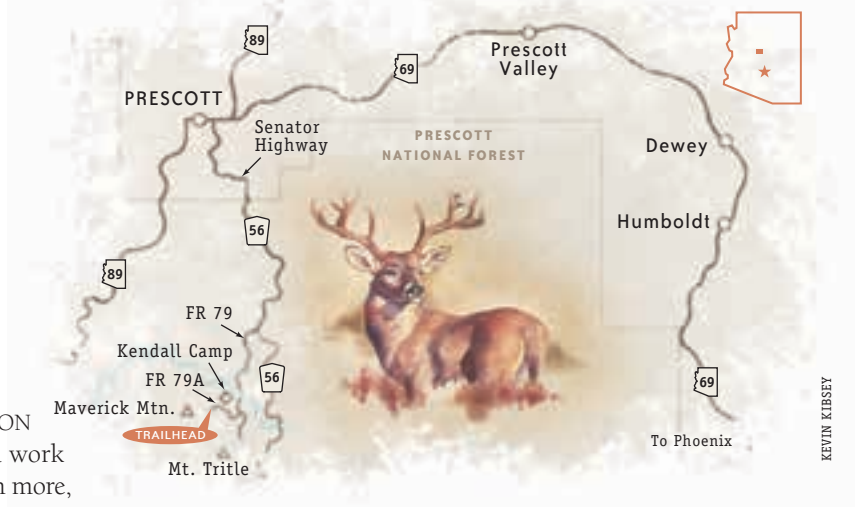 89
69
Prescott
Valley
PRESCOTT
Senator
Highway
PRESCOTT
NATIONAL FOREST
Dewey
Humboldt
56
89
FR 79
Kendall Camp
FR 79A
56
69
Maverick Mtn.
TRAILHEAD
Mt. Tritle
To Phoenix
KEVIN KIBSEY
ON
work
more,